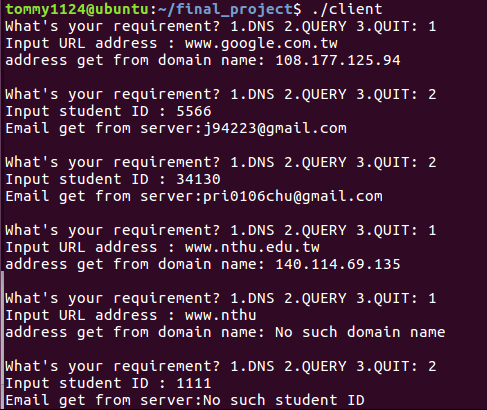 tommy1124@ubuntu:~/final_project$ ./client
What's your requirement? 1.DNS 2.QUERY 3.QUIT: 1
Input URL address : www.google.com.tw
address get from domain name: 108.177.125.94
What's your requirement? 1.DNS 2.QUERY 3.QUIT: 2
Input student ID : 5566
Email get from server:j94223@gmail.com
What's your requirement? 1.DNS 2.QUERY 3.QUIT: 2
Input student ID : 34130
Email get from server:pri0106chu@gmail.com
What's your requirement? 1.DNS 2.QUERY 3.QUIT: 1
Input URL address : www.nthu.edu.tw
address get from domain name: 140.114.69.135
What's your requirement? 1.DNS 2.QUERY 3.QUIT: 1
Input URL address : www.nthu
address get from domain name: No such domain name
What's your requirement? 1.DNS 2.QUERY 3.QUIT: 2
Input student ID : 1111
Email get from server:No such student ID